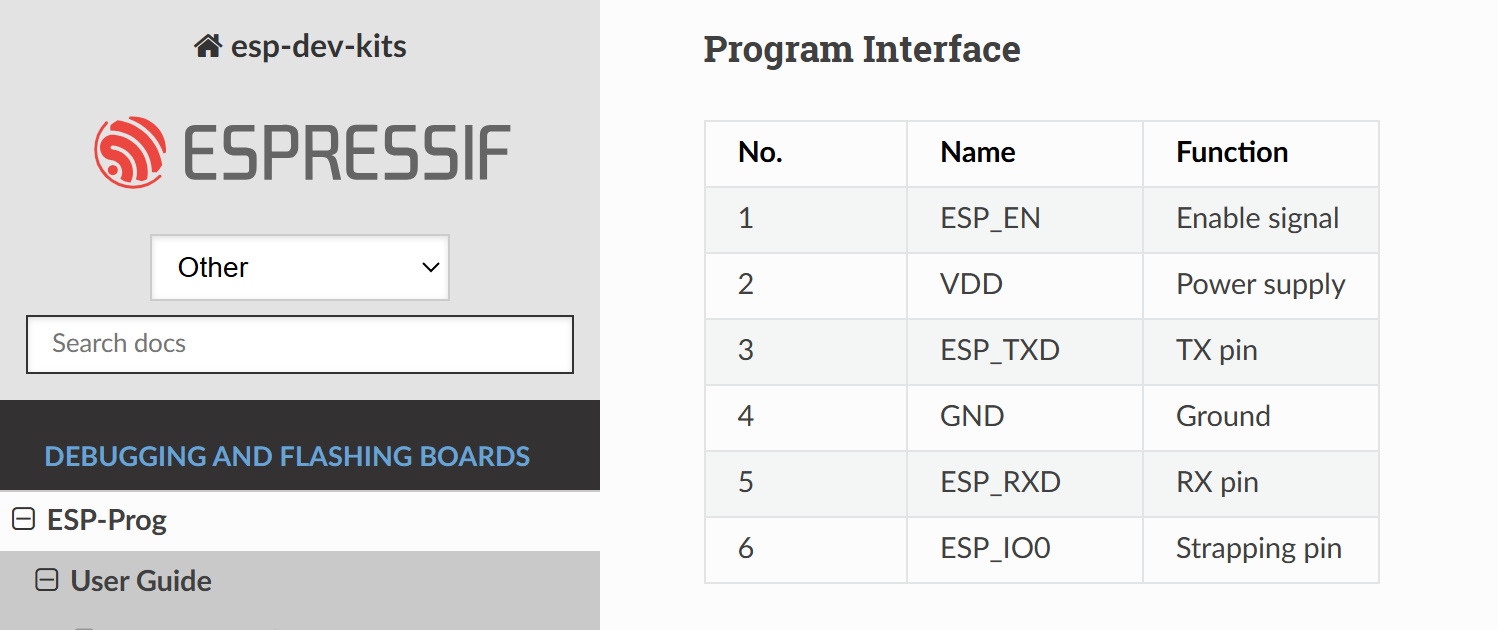 esp-dev-kits
ESPRESSIF
Other
Search docs
DEBUGGING AND FLASHING BOARDS
ESP-Prog
User Guide
Program Interface
No. Name Function
1 ESP_EN Enable signal
2 VDD Power supply
3 ESP_TXD TX pin
4 GND Ground
5 ESP_RXD RX pin
6 ESP_IO0 Strapping pin